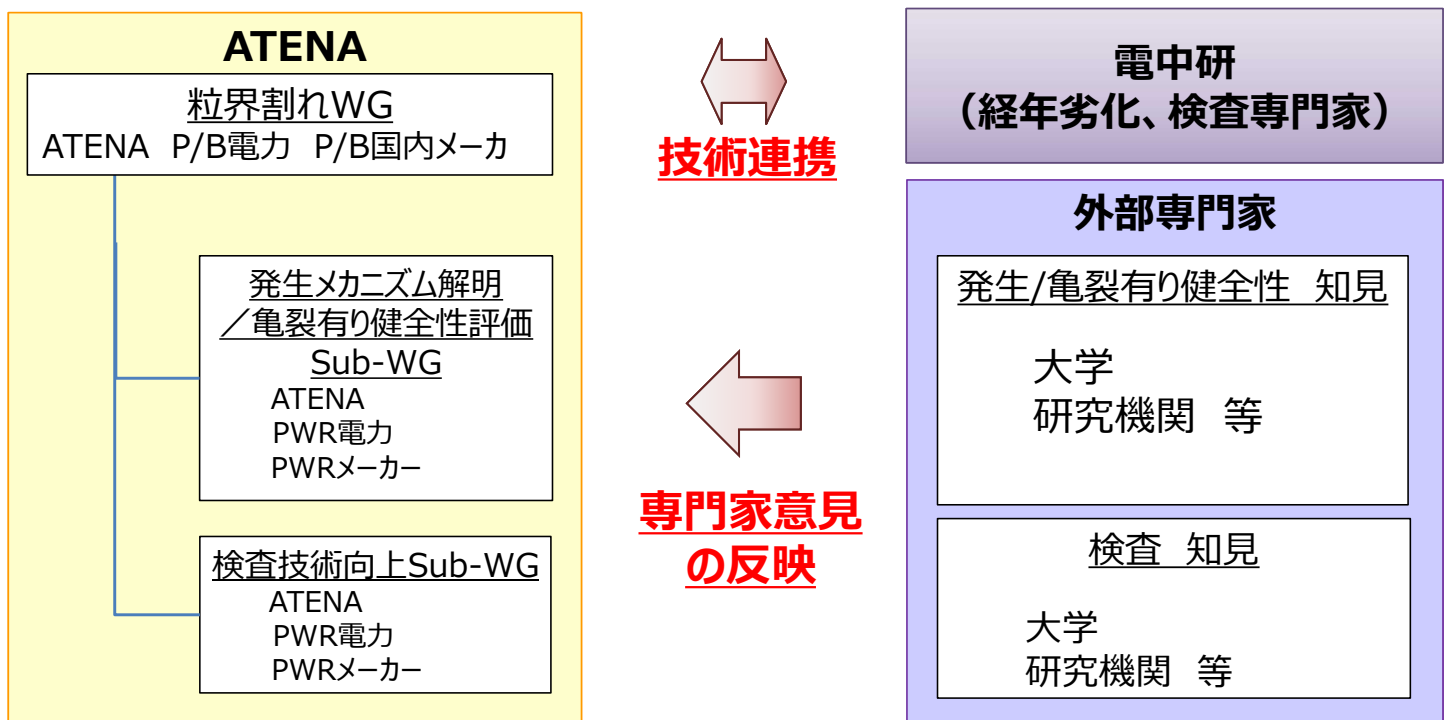 ATENA
粒界割れWG
ATENA P/B電力 P/B国内メーカ
発生メカニズム解明
／亀裂有り健全性評価
Sub-WG
ATENA
PWR電力
PWRメーカー
検査技術向上Sub-WG
ATENA
PWR電力
PWRメーカー
技術連携
専門家意見
の反映
電中研
（経年劣化、検査専門家）
外部専門家
発生/亀裂有り健全性 知見
大学
研究機関 等
検査 知見
大学
研究機関 等